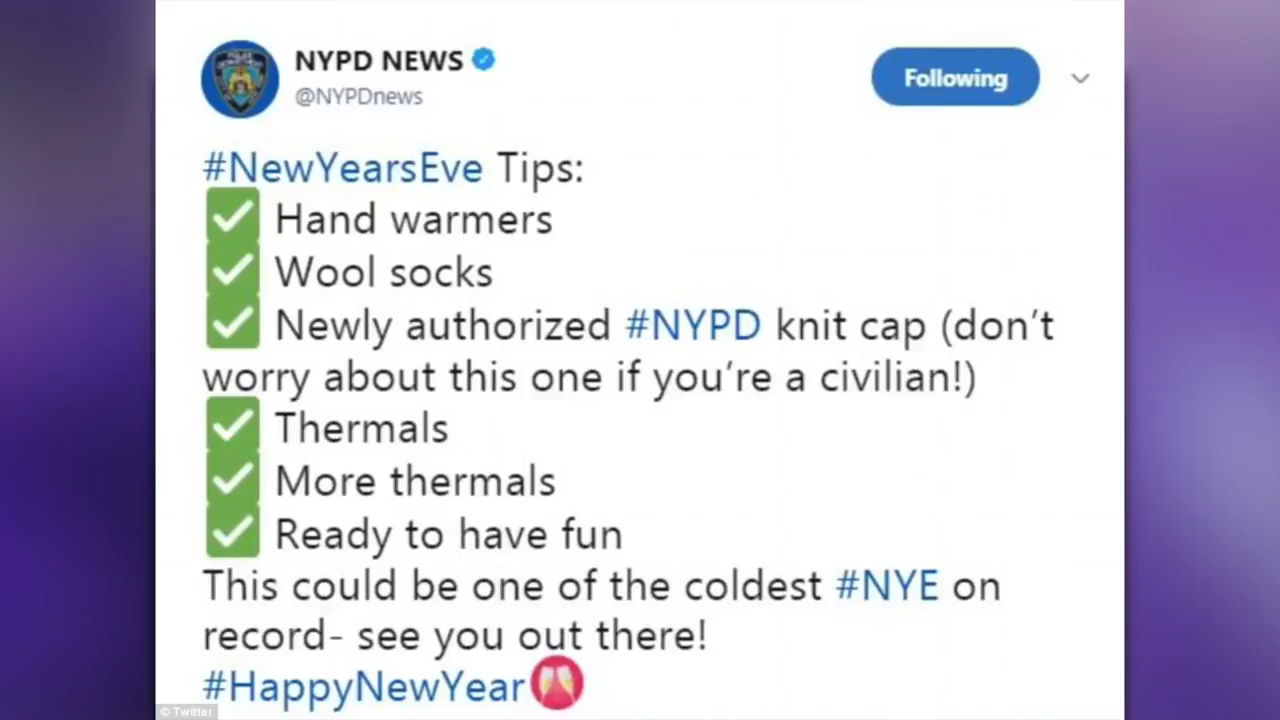 NYPD NEWS
@NYPDnews
Following
#NewYearsEve Tips:
✅ Hand warmers
✅ Wool socks
✅ Newly authorized #NYPD knit cap (don't
worry about this one if you're a civilian!)
✅ Thermals
✅ More thermals
✅ Ready to have fun
This could be one of the coldest #NYE on
record- see you out there!
#HappyNewYear
© Twitter